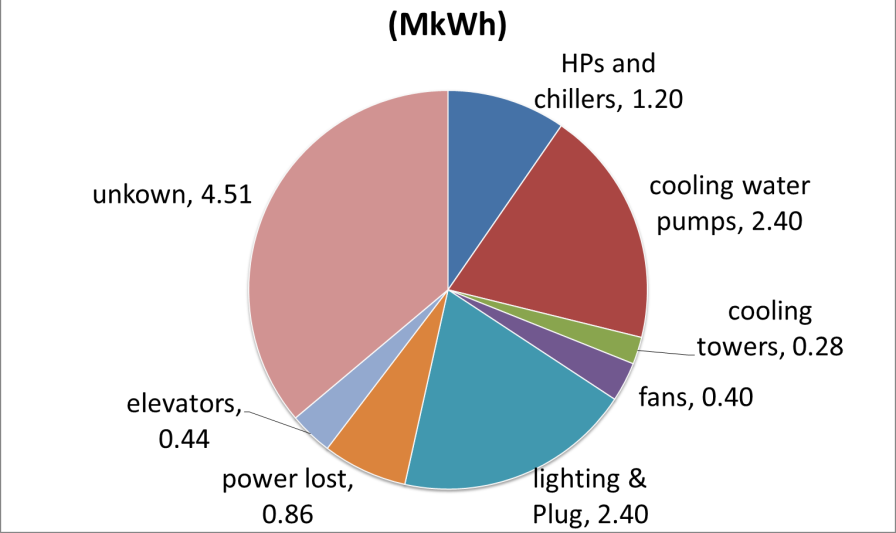 (MkWh)
HPs and
chillers, 1.20
cooling water
pumps, 2.40
cooling
towers, 0.28
fans, 0.40
lighting &
Plug, 2.40
power lost,
0.86
elevators,
0.44
unkown, 4.51